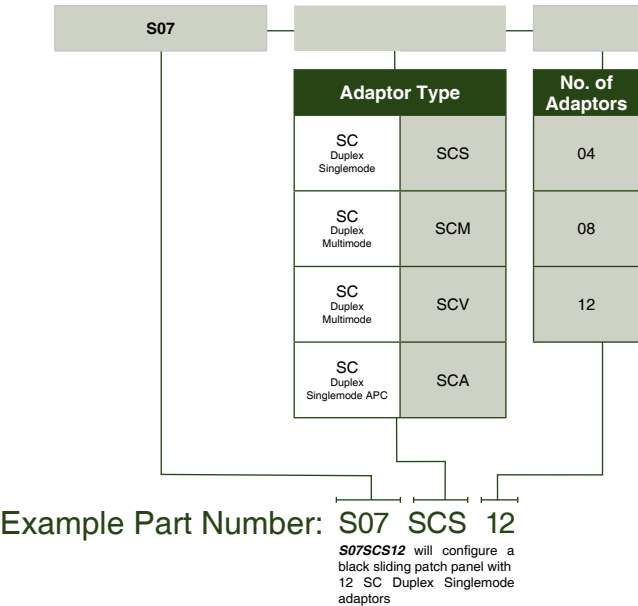 S07
Adaptor Type
No. of
Adaptors
SC
Duplex
Singlemode
SCS
04
SC
Duplex
Multimode
SCM
08
SC
Duplex
Multimode
SCV
12
SC
Duplex
Singlemode APC
SCA
Example Part Number: S07 SCS 12
S07SCS12 will configure a
black sliding patch panel with
12 SC Duplex Singlemode
adaptors